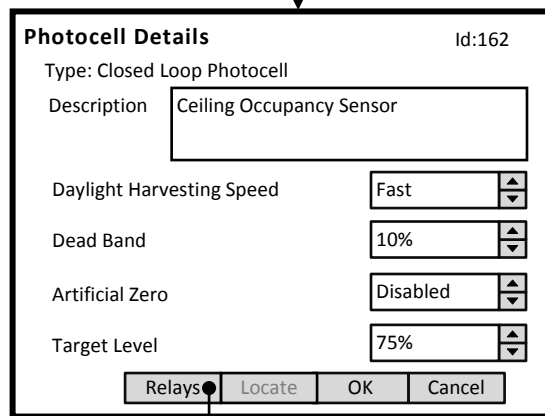 Photocell Details Id:162
Type: Closed Loop Photocell
Description Ceiling Occupancy Sensor
Daylight Harvesting Speed Fast
Dead Band 10%
Artificial Zero Disabled
Target Level 75%
Relays Locate OK Cancel